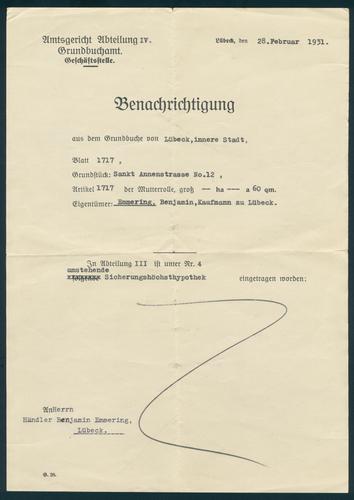 Amtsgericht Abteilung IV.
Grundbuchamt.
Geschäftsstelle.
Lübeck, den 28.Februar 1931.
Benachrichtigung
aus dem Grundbuche von Lübeck,innere Stadt,
Blatt 1717 ,
Grundstück: Sankt Annenstrasse No.12 ,
Artikel 1717 der Mutterrolle, groß -- ha --- a 60 qm.
Eigentümer: Emmering, Benjamin,Kaufmann zu Lübeck.
In Abteilung III ist unter Nr. 4
umstehende
folgende Sicherungshöchsthypothek eingetragen worden:
An Herrn
Händler Benjamin Emmering,
Lübeck.
G. 26.